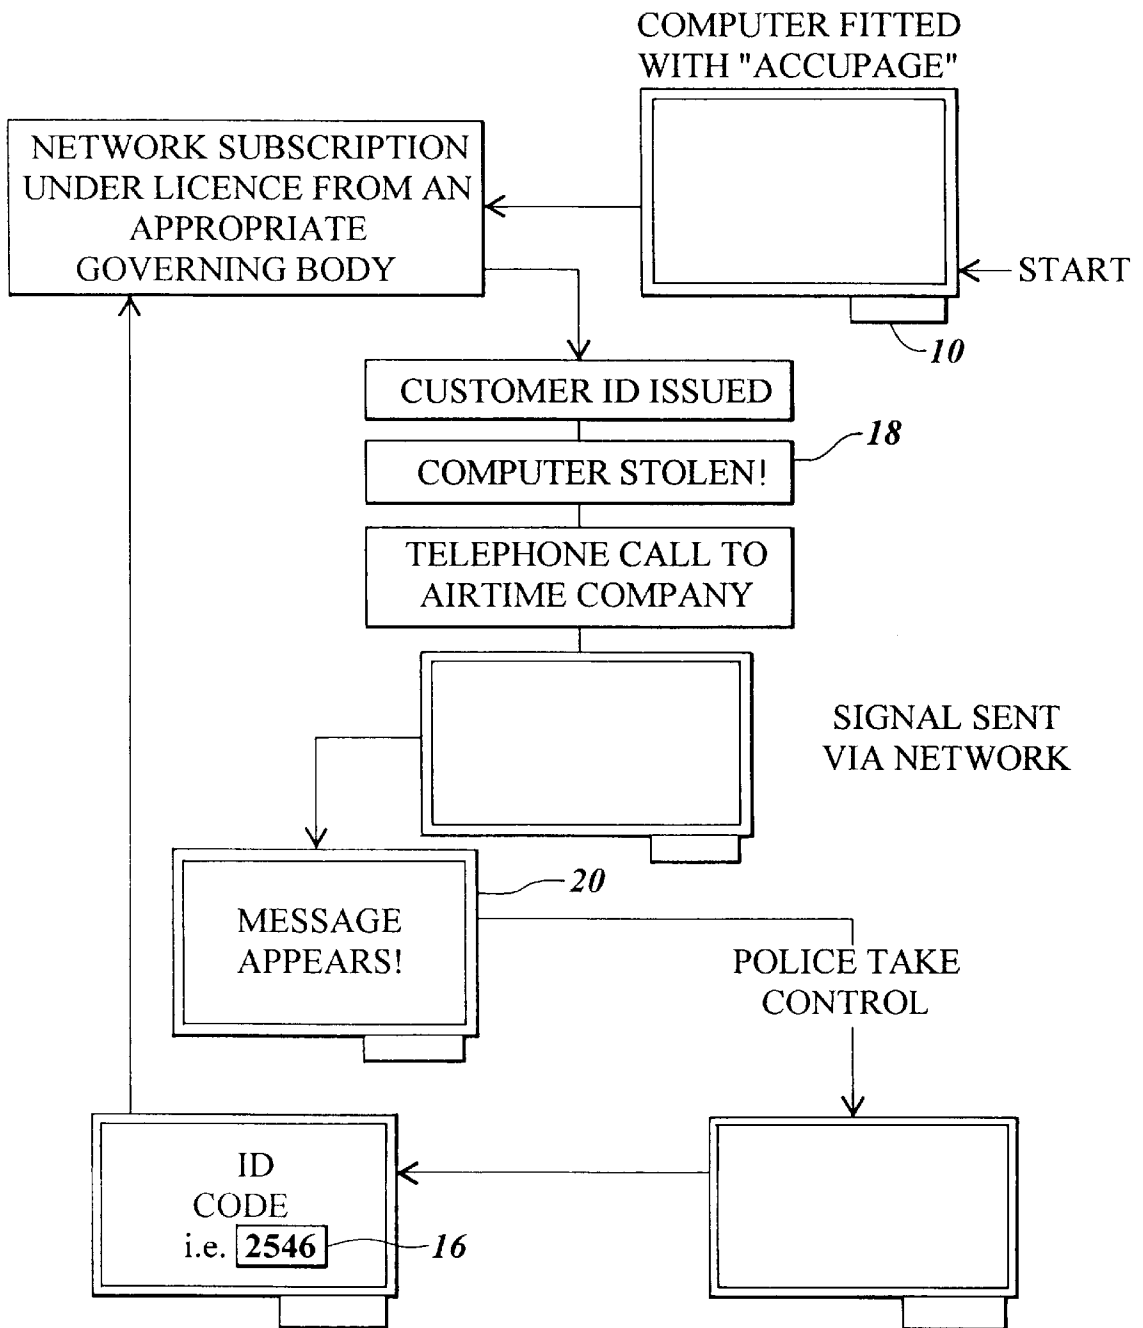 COMPUTER FITTED
WITH "ACCUPAGE"
NETWORK SUBSCRIPTION
UNDER LICENCE FROM AN
APPROPRIATE
GOVERNING BODY
START
10
CUSTOMER ID ISSUED
18
COMPUTER STOLEN!
TELEPHONE CALL TO
AIRTIME COMPANY
SIGNAL SENT
VIA NETWORK
20
MESSAGE
APPEARS!
POLICE TAKE
CONTROL
ID
CODE
i.e. 2546
16